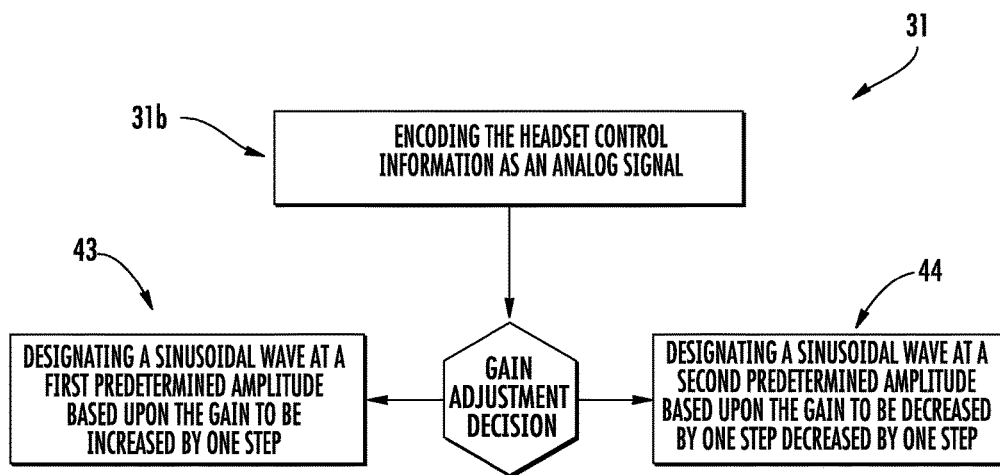 31
31b
ENCODING THE HEADSET CONTROL
INFORMATION AS AN ANALOG SIGNAL
43
44
DESIGNATING A SINUSOIDAL WAVE AT A
FIRST PREDETERMINED AMPLITUDE
BASED UPON THE GAIN TO BE
INCREASED BY ONE STEP
GAIN
ADJUSTMENT
DECISION
DESIGNATING A SINUSOIDAL WAVE AT A
SECOND PREDETERMINED AMPLITUDE
BASED UPON THE GAIN TO BE DECREASED
BY ONE STEP DECREASED BY ONE STEP